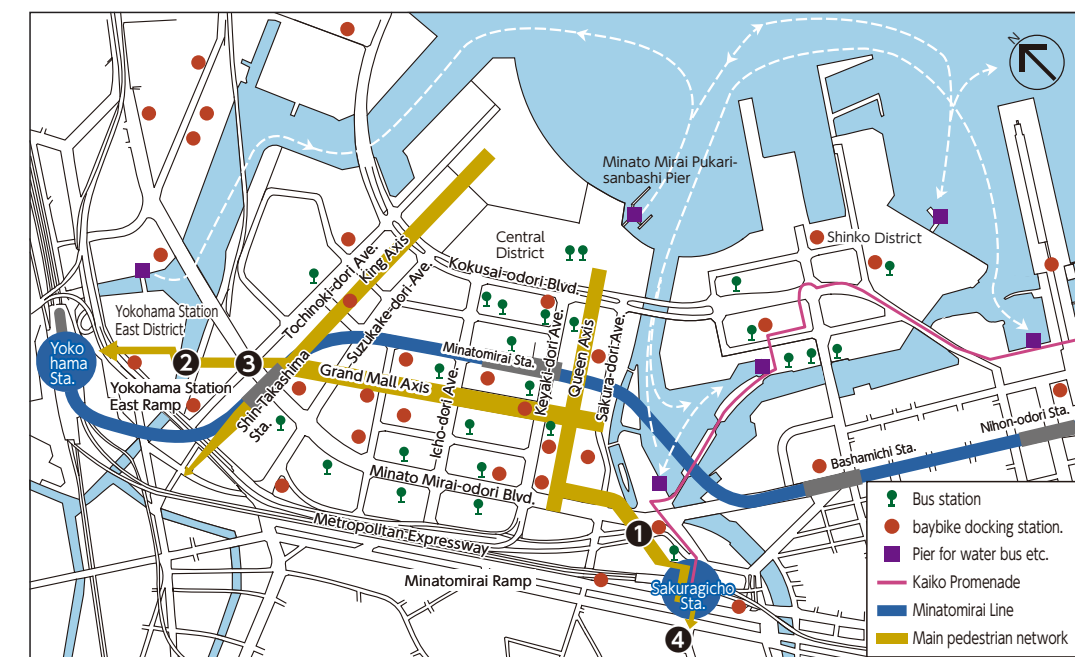 N
Minato Mirai Pukari-
sanbashi Pier
Shinko District
Central
District
Kokusai-odori Blvd.
Tochinoki-dori Ave.
King Axis
Suzukake-dori Ave.
Yokohama Station
East District
Yoko
hama
Sta.
2
3
Yokohama Station
East Ramp
Shin-Takashima
Sta.
Minatomirai Sta.
Grand Mall Axis
Icho-dori Ave.
Keyaki-dori Ave.
Queen Axis
Sakura-dori Ave.
Minato Mirai-odori Blvd.
Metropolitan Expressway
Minatomirai Ramp
1
Sakuragicho
Sta.
4
Bashamichi Sta.
Nihon-odori Sta.
Bus station
baybike docking station.
Pier for water bus etc.
Kaiko Promenade
Minatomirai Line
Main pedestrian network